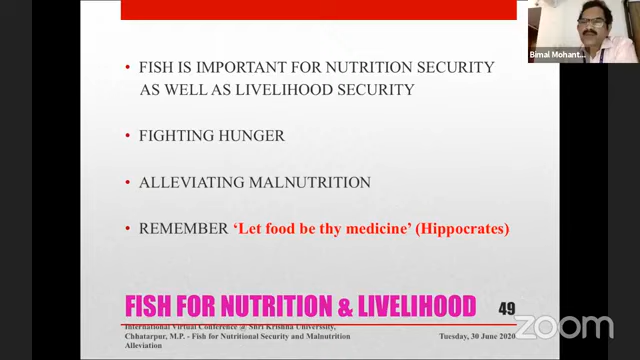 • FISH IS IMPORTANT FOR NUTRITION SECURITY
AS WELL AS LIVELIHOOD SECURITY
• FIGHTING HUNGER
• ALLEVIATING MALNUTRITION
• REMEMBER ‘Let food be thy medicine’ (Hippocrates)
FISH FOR NUTRITION & LIVELIHOOD 49
International Virtual Conference @ Shri Krishna University,
Chhatarpur, M.P. - Fish for Nutritional Security and Malnutrition
Alleviation
Tuesday, 30 June 2020
Bimal Mohant...
zoom